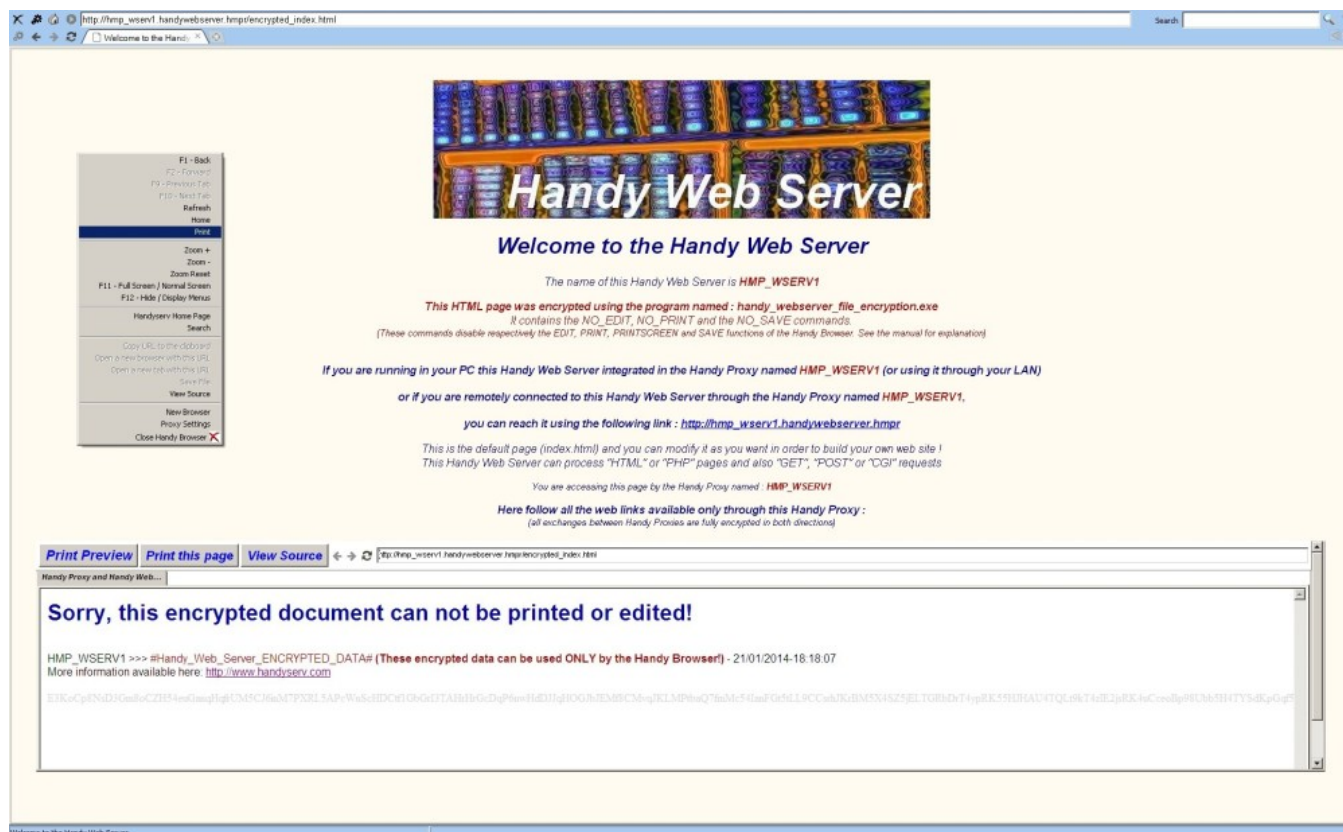 http://hmp_wserv1.handywebserver.hmpr/encrypted_index.html
Search
Welcome to the Handy
Handy Web Server
F1 - Back
F2 - Forward
F9 - Previous Tab
F10 - Next Tab
Refresh
Home
Print
Zoom +
Zoom -
Zoom Reset
F11 - Full Screen / Normal Screen
F12 - Hide / Display Menus
Handyserv Home Page
Search
Copy URL to the clipboard
Open a new browser with this URL
Open a new tab with this URL
Save File
View Source
New Browser
Proxy Settings
Close Handy Browser
Welcome to the Handy Web Server
The name of this Handy Web Server is HMP_WSERV1
This HTML page was encrypted using the program named : handy_webserver_file_encryption.exe
It contains the NO_EDIT, NO_PRINT and the NO_SAVE commands.
(These commands disable respectively the EDIT, PRINT, PRINTSCREEN and SAVE functions of the Handy Browser. See the manual for explanation)
If you are running in your PC this Handy Web Server integrated in the Handy Proxy named HMP_WSERV1 (or using it through your LAN)
or if you are remotely connected to this Handy Web Server through the Handy Proxy named HMP_WSERV1,
you can reach it using the following link : http://hmp_wserv1.handywebserver.hmpr
This is the default page (index.html) and you can modify it as you want in order to build your own web site !
This Handy Web Server can process "HTML" or "PHP" pages and also "GET", "POST" or "CGI" requests
You are accessing this page by the Handy Proxy named : HMP_WSERV1
Here follow all the web links available only through this Handy Proxy :
(all exchanges between Handy Proxies are fully encrypted in both directions)
Print Preview Print this page View Source http://hmp_wserv1.handywebserver.hmpr/encrypted_index.html
Handy Proxy and Handy Web...
Sorry, this encrypted document can not be printed or edited!
HMP_WSERV1 >>> #Handy_Web_Server_ENCRYPTED_DATA# (These encrypted data can be used ONLY by the Handy Browser!) - 21/01/2014-18:18:07
More information available here: http://www.handyserv.com
Welcome to the Handy Web Server